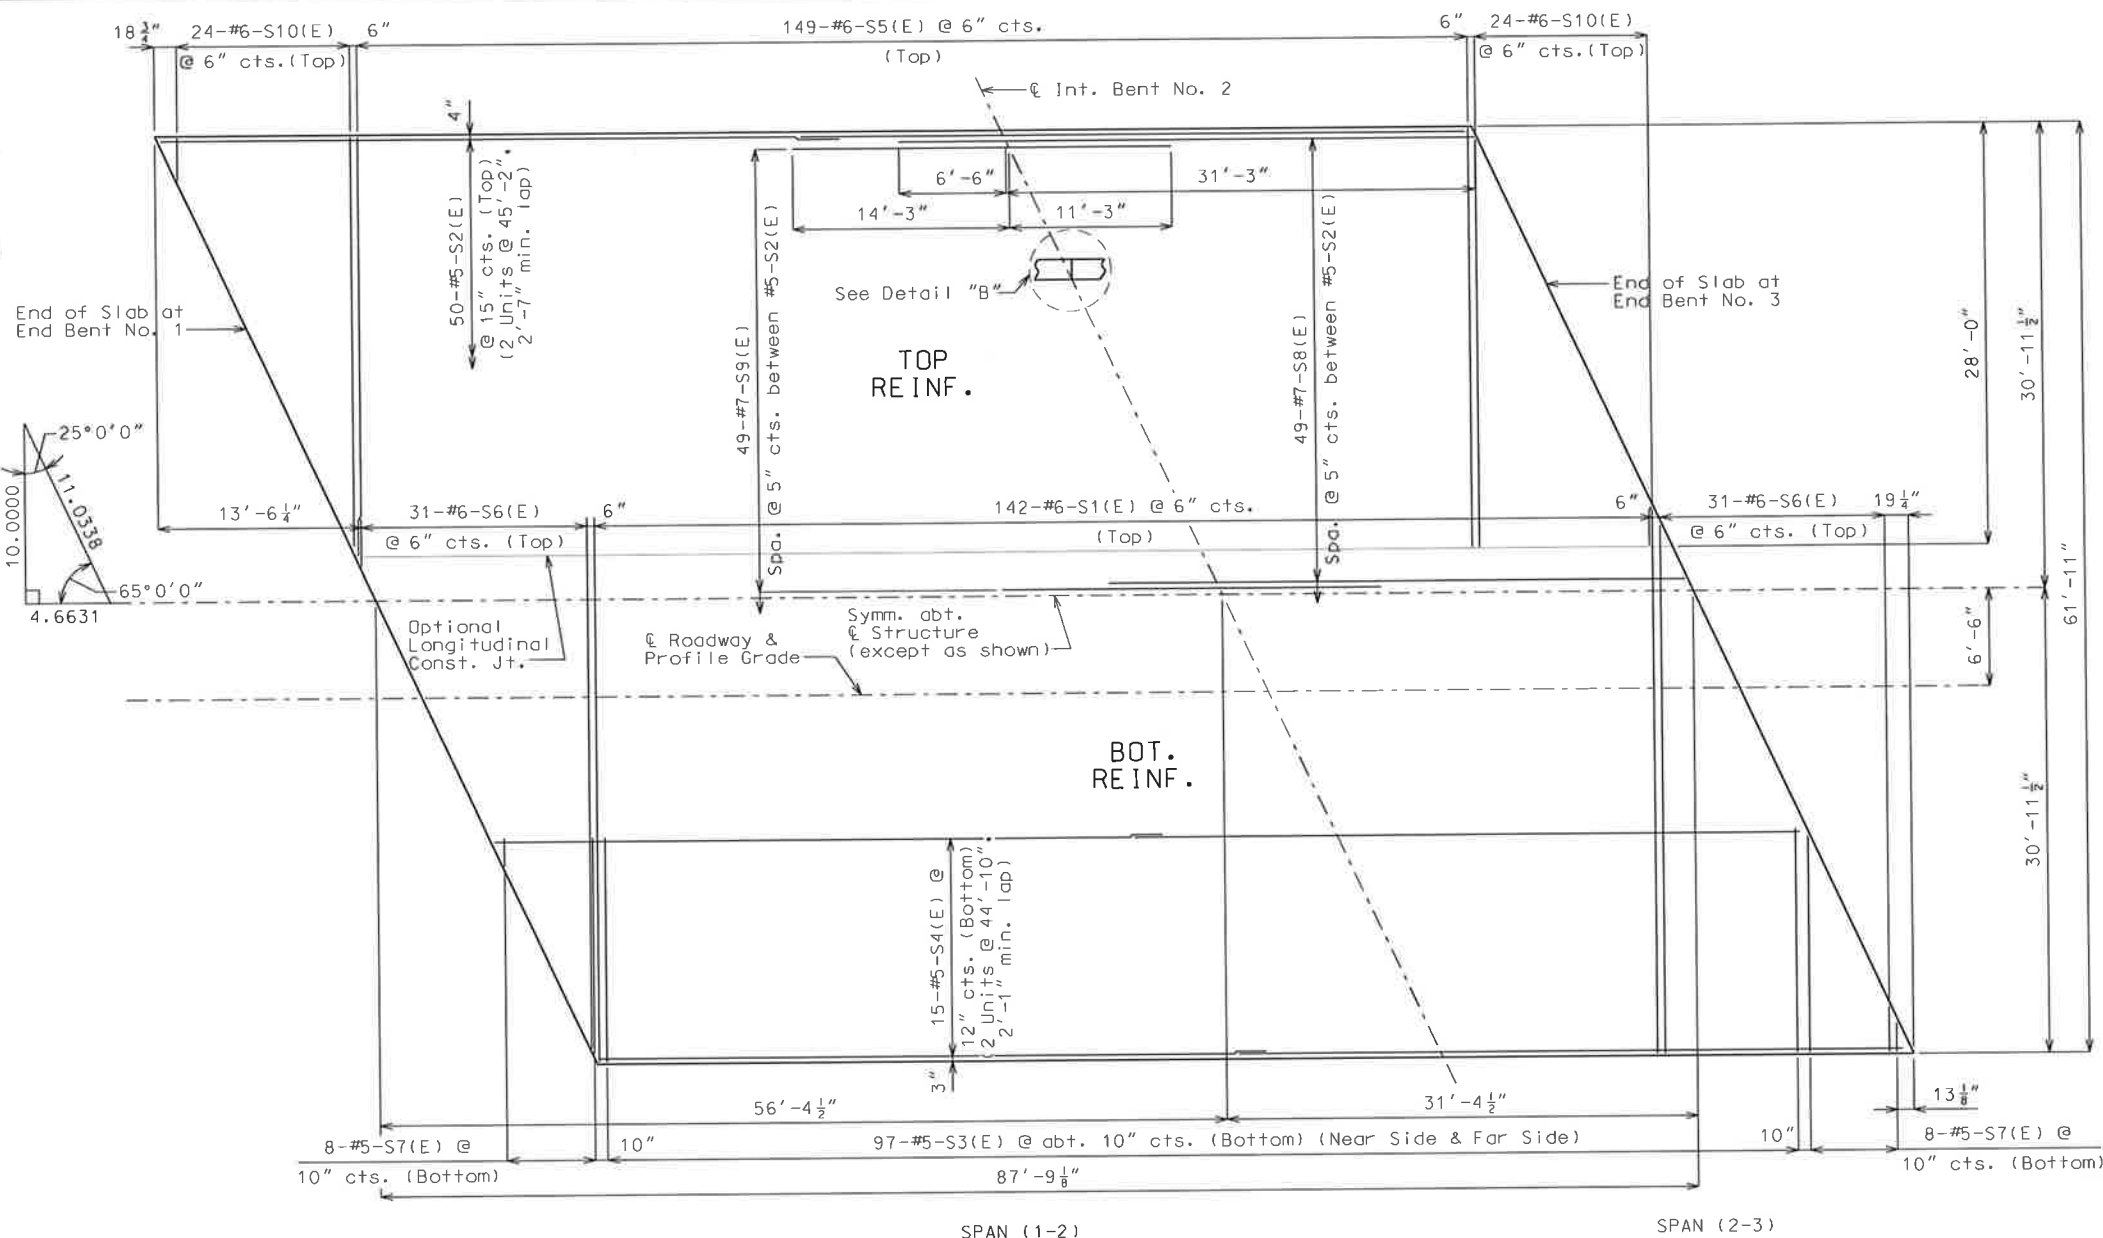 18 3/4"
24-#6-S10(E)
@ 6" cts.(Top)
6"
149-#6-S5(E) @ 6" cts.
(Top)
6"
24-#6-S10(E)
@ 6" cts.(Top)
℄ Int. Bent No. 2
4"
50-#5-S2(E)
@ 15" cts. (Top)
(2 Units @ 45'-2".
2'-7" min. lap)
6'-6"
31'-3"
14'-3"
11'-3"
See Detail "B"
End of Slab at
End Bent No. 1
End of Slab at
End Bent No. 3
49-#7-S9(E)
Spa. @ 5" cts. between #5-S2(E)
49-#7-S8(E)
Spa. @ 5" cts. between #5-S2(E)
TOP
REINF.
28'-0"
30'-11 1/2"
61'-11"
25°0'0"
10.0000
11.0338
65°0'0"
4.6631
13'-6 1/4"
31-#6-S6(E)
@ 6" cts. (Top)
6"
142-#6-S1(E) @ 6" cts.
(Top)
6"
31-#6-S6(E)
@ 6" cts. (Top)
19 1/4"
Optional
Longitudinal
Const. Jt.
℄ Roadway &
Profile Grade
Symm. abt.
℄ Structure
(except as shown)
6'-6"
BOT.
REINF.
15-#5-S4(E) @
12" cts. (Bottom)
(2 Units @ 44'-10".
2'-1" min. lap)
30'-11 1/2"
3"
13 1/8"
56'-4 1/2"
31'-4 1/2"
8-#5-S7(E) @
10" cts. (Bottom)
10"
97-#5-S3(E) @ abt. 10" cts. (Bottom) (Near Side & Far Side)
10"
8-#5-S7(E) @
10" cts. (Bottom)
87'-9 1/8"
SPAN (1-2)
SPAN (2-3)